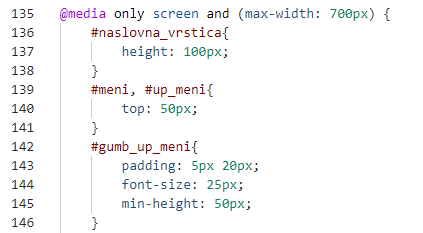 135 @media only screen and (max-width: 700px) {
136 #naslovna_vrstica{
137 height: 100px;
138 }
139 #meni, #up_meni{
140 top: 50px;
141 }
142 #gumb_up_meni{
143 padding: 5px 20px;
144 font-size: 25px;
145 min-height: 50px;
146 }